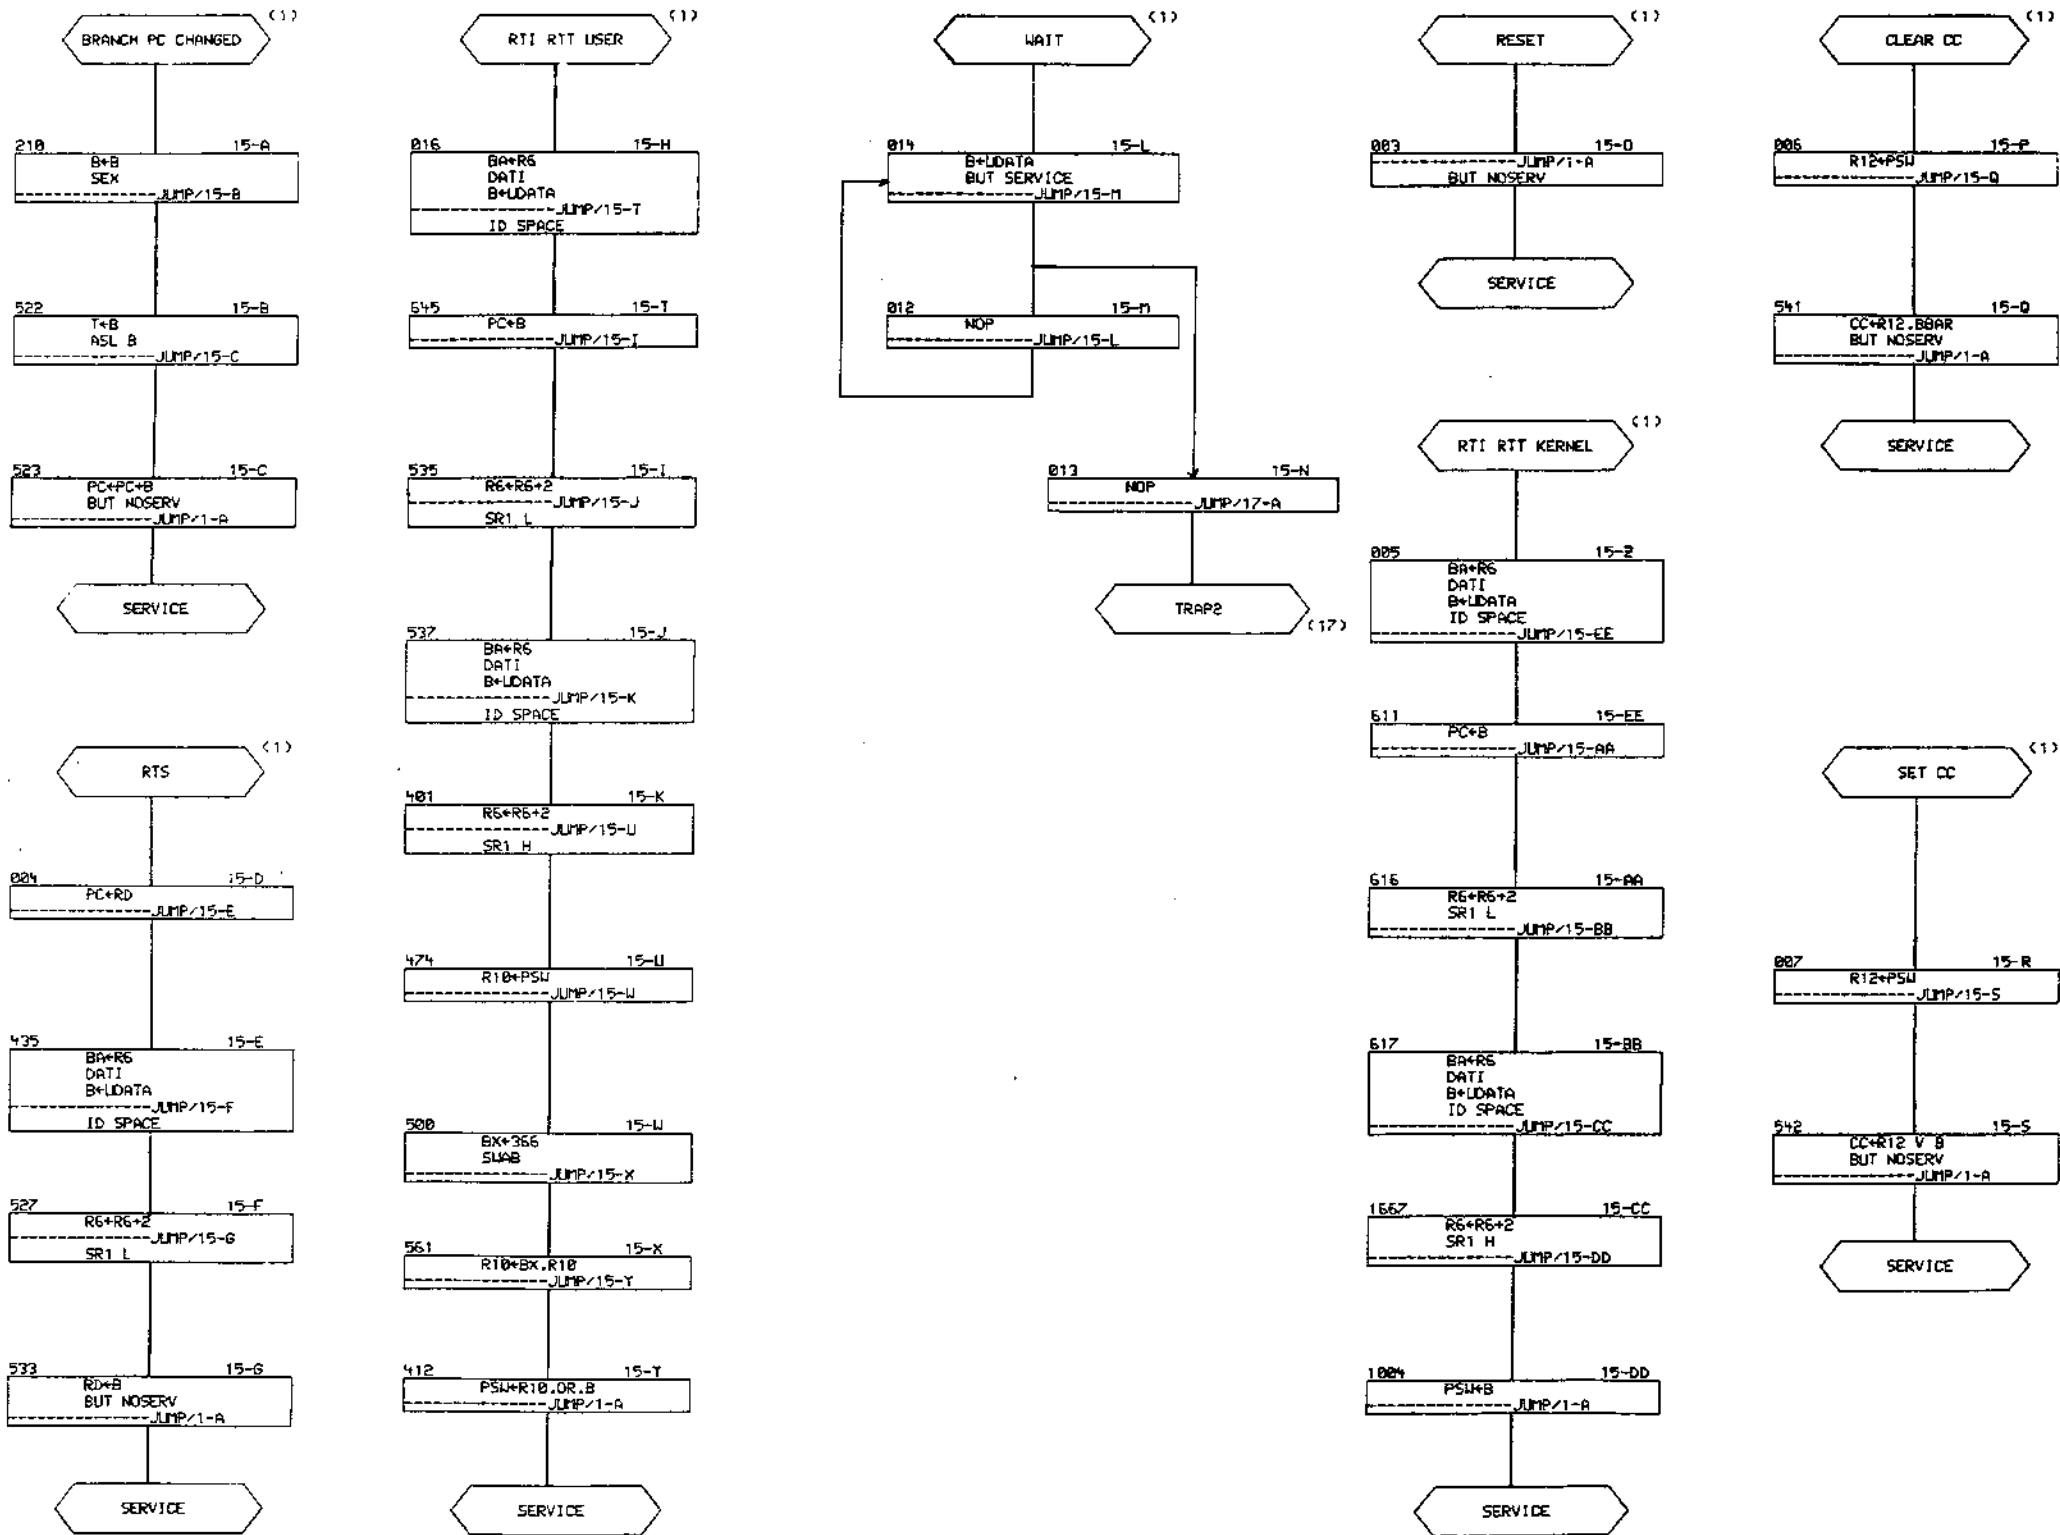 (1)
BRANCH PC CHANGED
210 15-A
B←B
SEX
JUMP/15-B
522 15-B
T←B
ASL B
JUMP/15-C
523 15-C
PC←PC+B
BUT NOSERV
JUMP/1-A
SERVICE
(1)
RTS
004 15-D
PC←RD
JUMP/15-E
435 15-E
BA←R6
DATI
B←UDATA
JUMP/15-F
ID SPACE
527 15-F
R6←R6+2
JUMP/15-G
SR1 L
533 15-G
RD←B
BUT NOSERV
JUMP/1-A
SERVICE
(1)
RTI RTT USER
016 15-H
BA←R6
DATI
B←UDATA
JUMP/15-T
ID SPACE
645 15-T
PC←B
JUMP/15-I
535 15-I
R6←R6+2
JUMP/15-J
SR1 L
537 15-J
BA←R6
DATI
B←UDATA
JUMP/15-K
ID SPACE
401 15-K
R6←R6+2
JUMP/15-U
SR1 H
474 15-U
R10←PSW
JUMP/15-W
500 15-W
BX←366
SWAB
JUMP/15-X
561 15-X
R10←BX.R10
JUMP/15-Y
412 15-Y
PSW←R10.OR.B
JUMP/1-A
SERVICE
(1)
WAIT
014 15-L
B←UDATA
BUT SERVICE
JUMP/15-M
012 15-M
NOP
JUMP/15-L
013 15-N
NOP
JUMP/17-A
TRAP2
(17)
(1)
RESET
003 15-O
JUMP/1-A
BUT NOSERV
SERVICE
(1)
RTI RTT KERNEL
005 15-Z
BA←R6
DATI
B←UDATA
ID SPACE
JUMP/15-EE
611 15-EE
PC←B
JUMP/15-AA
616 15-AA
R6←R6+2
SR1 L
JUMP/15-BB
617 15-BB
BA←R6
DATI
B←UDATA
ID SPACE
JUMP/15-CC
1667 15-CC
R6←R6+2
SR1 H
JUMP/15-DD
1004 15-DD
PSW←B
JUMP/1-A
SERVICE
(1)
CLEAR CC
006 15-P
R12←PSW
JUMP/15-Q
541 15-Q
CC←R12.BBAR
BUT NOSERV
JUMP/1-A
SERVICE
(1)
SET CC
007 15-R
R12←PSW
JUMP/15-S
542 15-S
CC←R12 V B
BUT NOSERV
JUMP/1-A
SERVICE